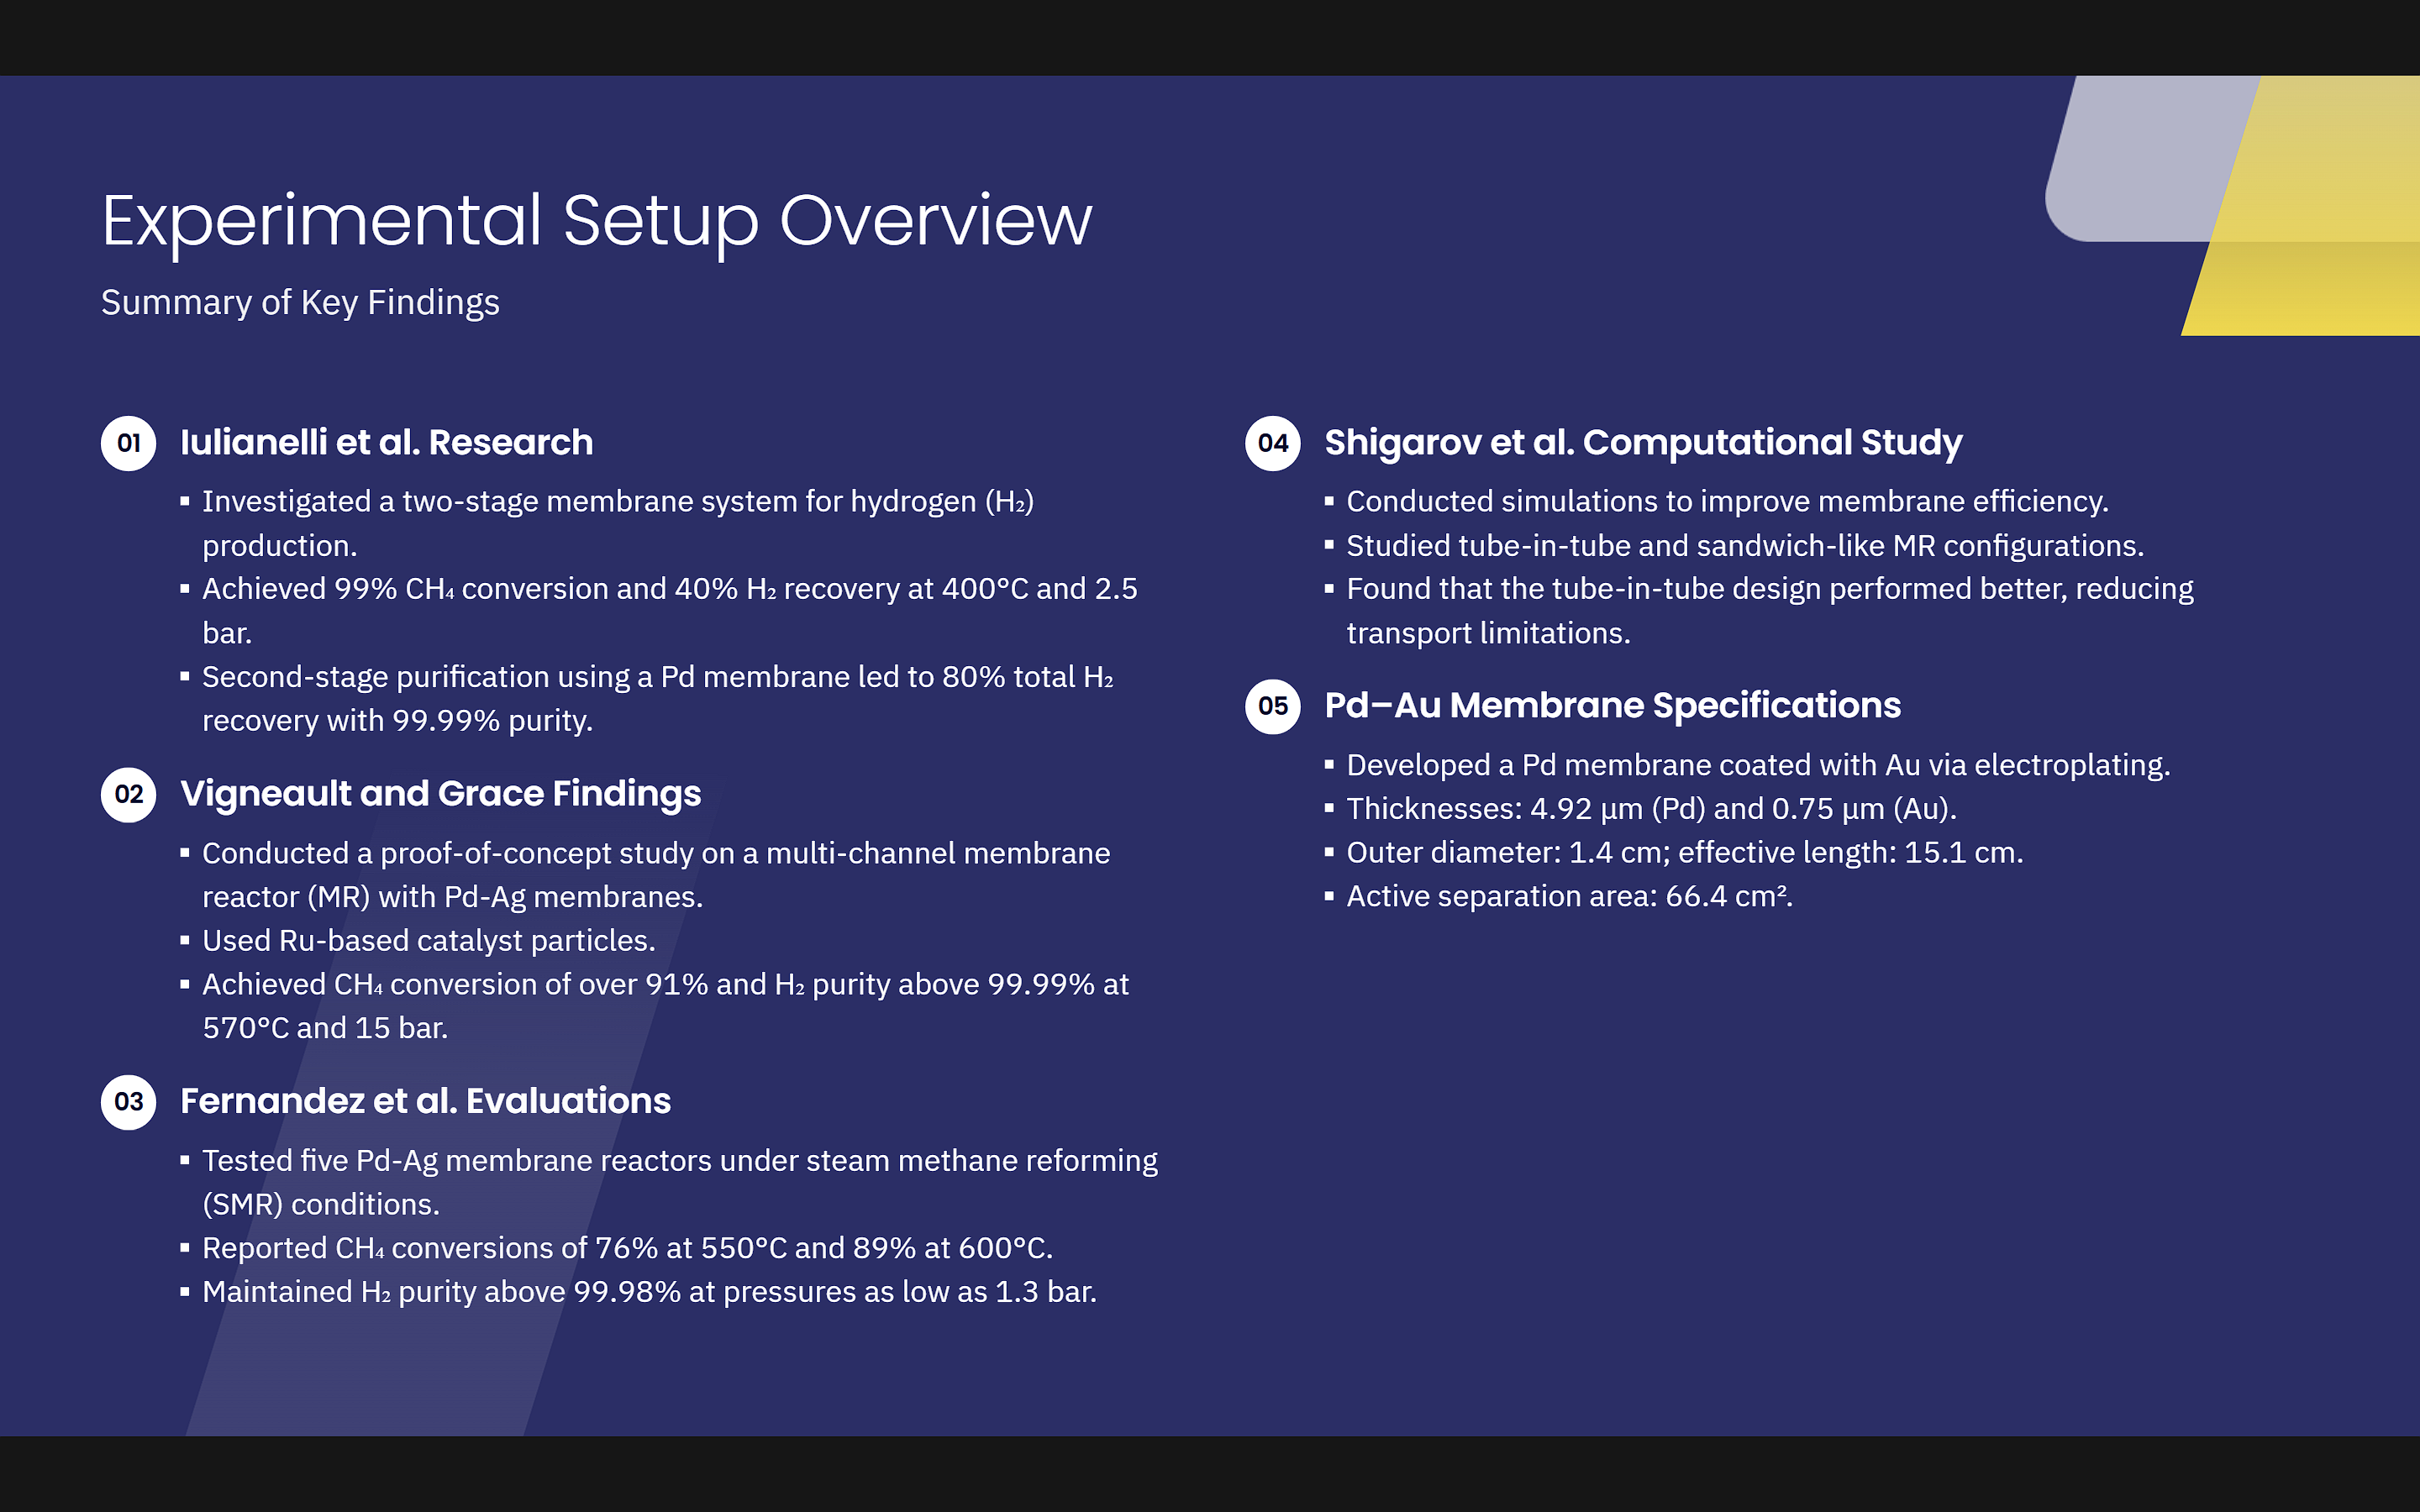 Experimental Setup Overview
Summary of Key Findings
01 Iulianelli et al. Research
▪ Investigated a two-stage membrane system for hydrogen (H₂)
production.
▪ Achieved 99% CH₄ conversion and 40% H₂ recovery at 400°C and 2.5
bar.
▪ Second-stage purification using a Pd membrane led to 80% total H₂
recovery with 99.99% purity.
02 Vigneault and Grace Findings
▪ Conducted a proof-of-concept study on a multi-channel membrane
reactor (MR) with Pd-Ag membranes.
▪ Used Ru-based catalyst particles.
▪ Achieved CH₄ conversion of over 91% and H₂ purity above 99.99% at
570°C and 15 bar.
03 Fernandez et al. Evaluations
▪ Tested five Pd-Ag membrane reactors under steam methane reforming
(SMR) conditions.
▪ Reported CH₄ conversions of 76% at 550°C and 89% at 600°C.
▪ Maintained H₂ purity above 99.98% at pressures as low as 1.3 bar.
04 Shigarov et al. Computational Study
▪ Conducted simulations to improve membrane efficiency.
▪ Studied tube-in-tube and sandwich-like MR configurations.
▪ Found that the tube-in-tube design performed better, reducing
transport limitations.
05 Pd–Au Membrane Specifications
▪ Developed a Pd membrane coated with Au via electroplating.
▪ Thicknesses: 4.92 µm (Pd) and 0.75 µm (Au).
▪ Outer diameter: 1.4 cm; effective length: 15.1 cm.
▪ Active separation area: 66.4 cm².